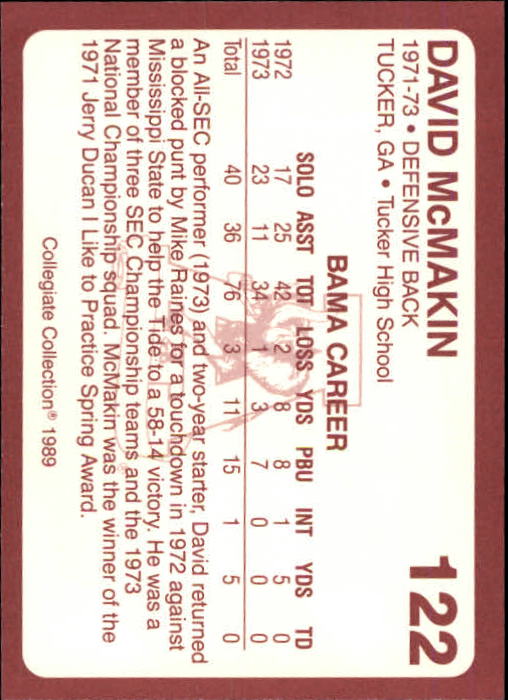 DAVID McMAKIN 122
1971-73 • DEFENSIVE BACK
TUCKER, GA • Tucker High School
BAMA CAREER
SOLO ASST TOT LOSS YDS PBU INT YDS TD
1972 17 25 42 2 8 8 1 5 0
1973 23 11 34 1 3 7 0 0 0
Total 40 36 76 3 11 15 1 5 0
An All-SEC performer (1973) and two-year starter, David returned
a blocked punt by Mike Raines for a touchdown in 1972 against
Mississippi State to help the Tide to a 58-14 victory. He was a
member of three SEC Championship teams and the 1973
National Championship squad. McMakin was the winner of the
1971 Jerry Ducan I Like to Practice Spring Award.
Collegiate Collection® 1989